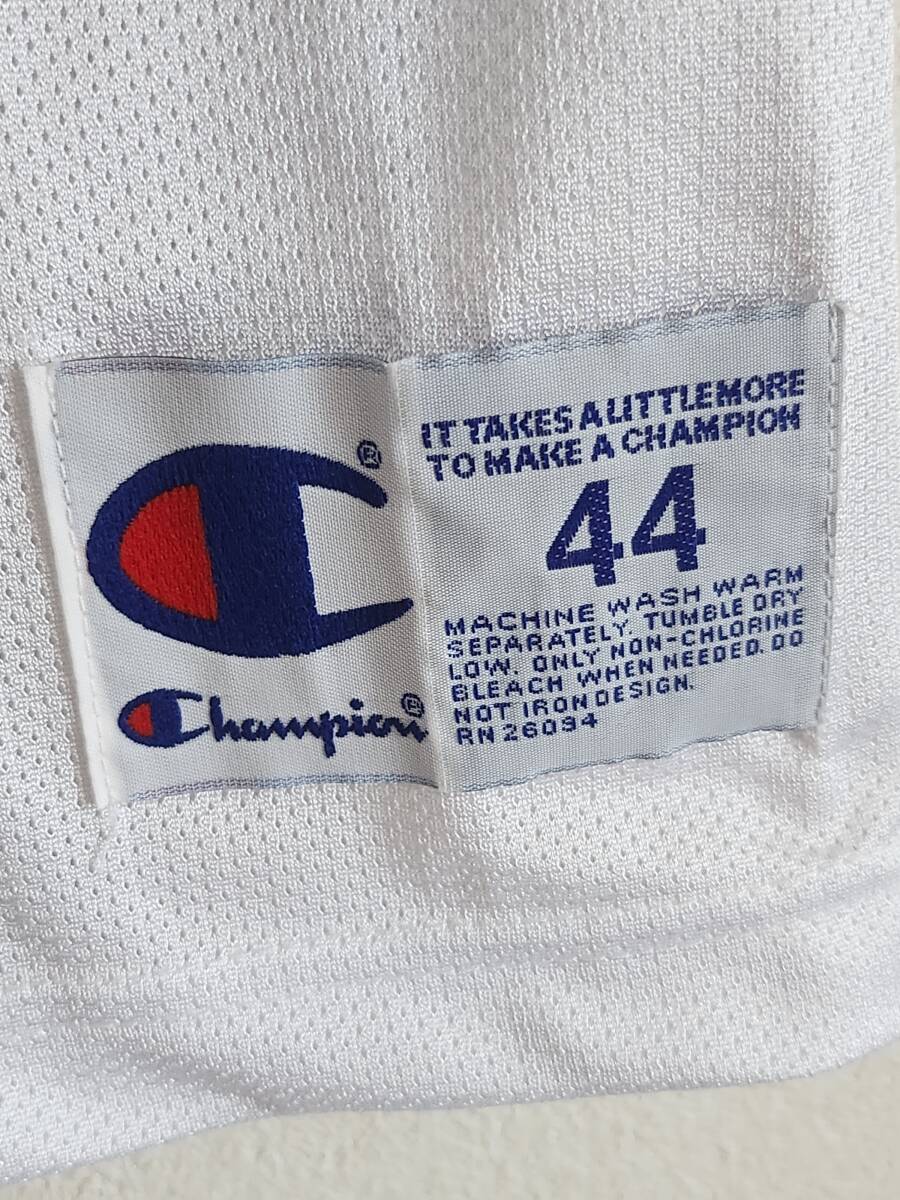 Champion®
IT TAKES A LITTLE MORE
TO MAKE A CHAMPION
44
MACHINE WASH WARM
SEPARATELY. TUMBLE DRY
LOW. ONLY NON-CHLORINE
BLEACH WHEN NEEDED. DO
NOT IRON DESIGN.
RN 26094